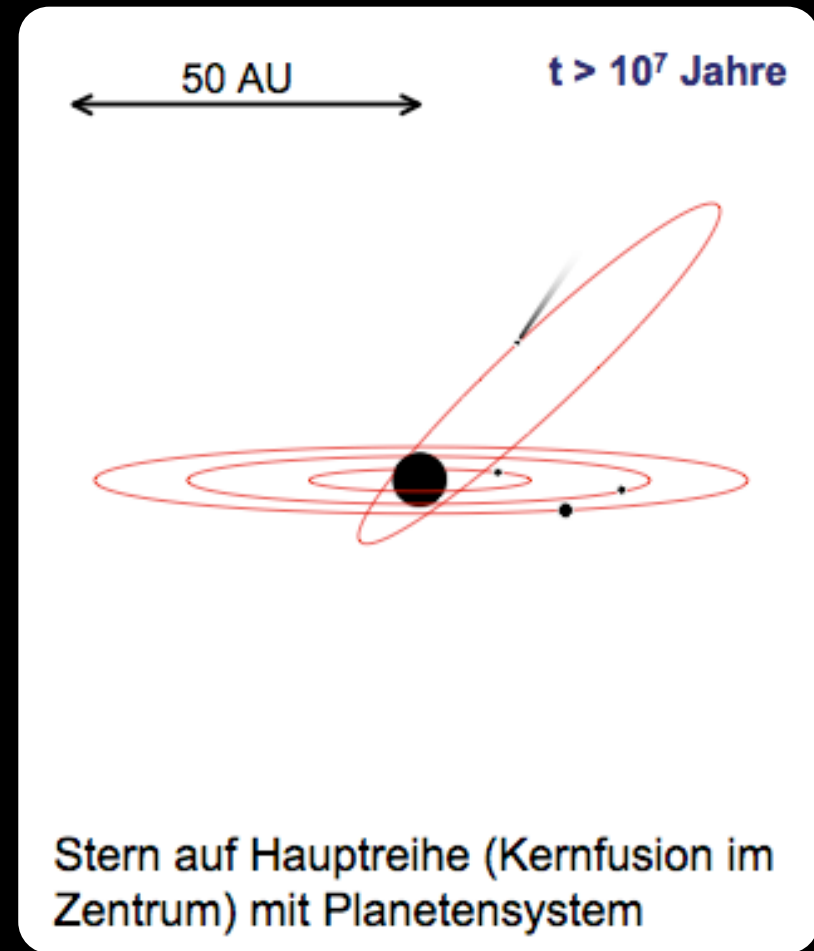 50 AU
t > 10⁷ Jahre
Stern auf Hauptreihe (Kernfusion im
Zentrum) mit Planetensystem